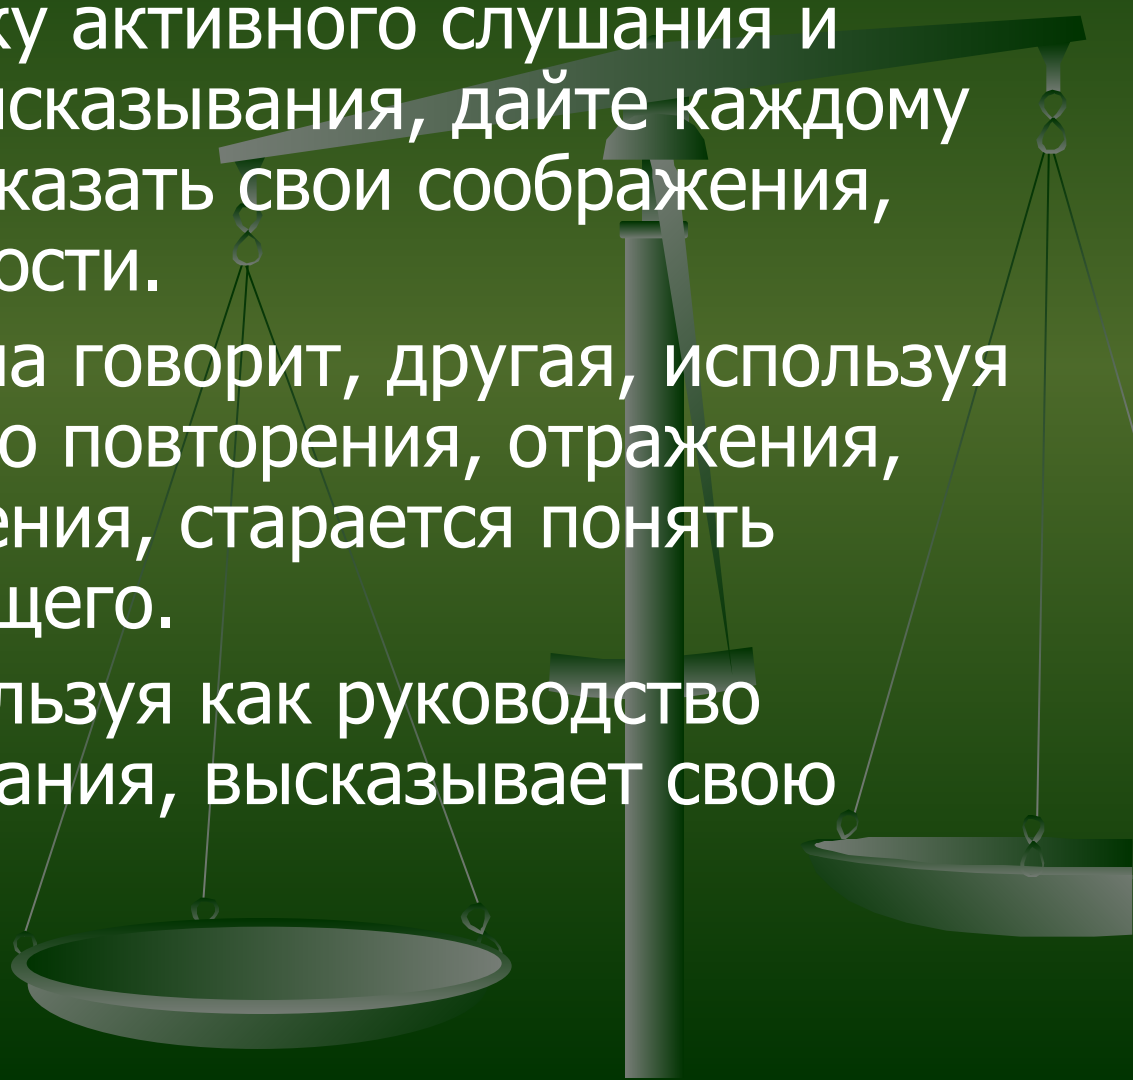 ку активного слушания и
сказывания, дайте каждому
казать свои соображения,
ости.
на говорит, другая, используя
ю повторения, отражения,
ения, старается понять
щего.
льзуя как руководство
ания, высказывает свою